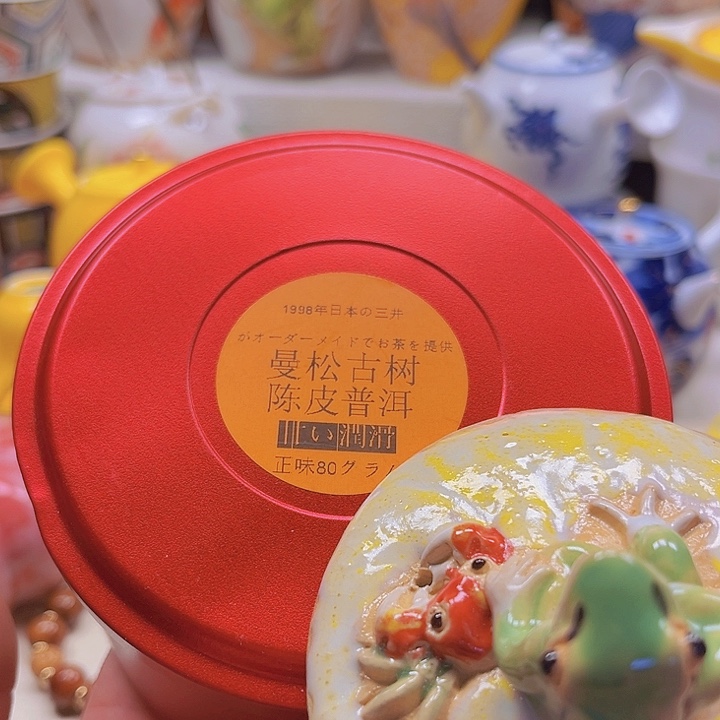 1998年日本の三井
がオーダーメイドでお茶を提供
曼松古树
陈皮普洱
甘い潤滑
正味80グラ